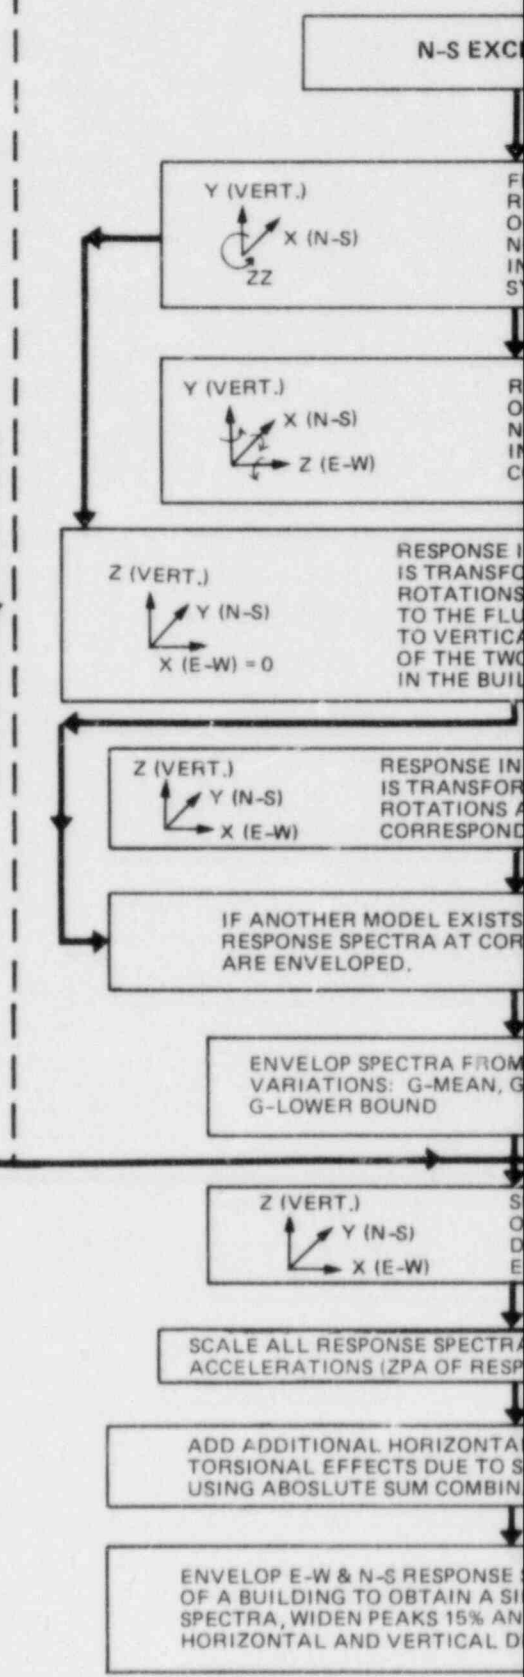 N-S EXCI
Y (VERT.)
X (N-S)
ZZ
F
R
O
N
IN
SY
Y (VERT.)
X (N-S)
Z (E-W)
R
O
N
IN
C
Z (VERT.)
Y (N-S)
X (E-W) = 0
RESPONSE I
IS TRANSFO
ROTATIONS
TO THE FLU
TO VERTICA
OF THE TWO
IN THE BUIL
Z (VERT.)
Y (N-S)
X (E-W)
RESPONSE IN
IS TRANSFOR
ROTATIONS A
CORRESPOND
IF ANOTHER MODEL EXISTS
RESPONSE SPECTRA AT COR
ARE ENVELOPED.
ENVELOP SPECTRA FROM
VARIATIONS: G-MEAN, G
G-LOWER BOUND
Z (VERT.)
Y (N-S)
X (E-W)
S
O
D
E
SCALE ALL RESPONSE SPECTRA
ACCELERATIONS (ZPA OF RESP
ADD ADDITIONAL HORIZONTA
TORSIONAL EFFECTS DUE TO S
USING ABOSLUTE SUM COMBIN
ENVELOP E-W & N-S RESPONSE
OF A BUILDING TO OBTAIN A SI
SPECTRA, WIDEN PEAKS 15% AN
HORIZONTAL AND VERTICAL D